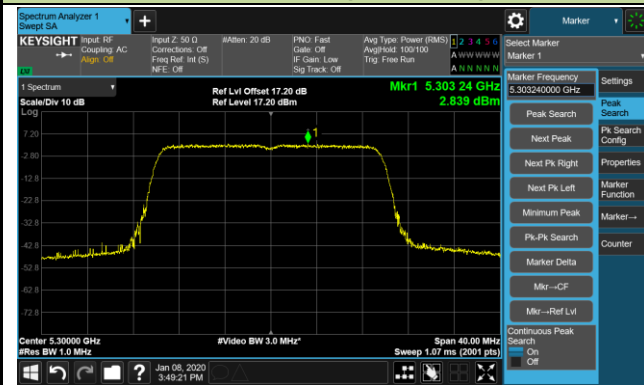 Spectrum Analyzer 1
Swept SA
+
Marker
KEYSIGHT
Input: RF
Coupling: AC
Align: Off
Input Z: 50 Ω
Corrections: Off
Freq Ref: Int (S)
NFE: Off
#Atten: 20 dB
PNO: Fast
Gate: Off
IF Gain: Low
Sig Track: Off
Avg Type: Power (RMS)
Avg|Hold: 100/100
Trig: Free Run
1 2 3 4 5 6
A W W W W W
A N N N N N
LXI
Select Marker
Marker 1
1 Spectrum
Scale/Div 10 dB
Log
Ref Lvl Offset 17.20 dB
Ref Level 17.20 dBm
Mkr1 5.303 24 GHz
2.839 dBm
7.20
-2.80
-12.8
-22.8
-32.8
-42.8
-52.8
-62.8
-72.8
1
Center 5.30000 GHz
#Res BW 1.0 MHz
#Video BW 3.0 MHz*
Span 40.00 MHz
Sweep 1.07 ms (2001 pts)
Marker Frequency
5.303240000 GHz
Peak Search
Next Peak
Next Pk Right
Next Pk Left
Minimum Peak
Pk-Pk Search
Marker Delta
Mkr→CF
Mkr→Ref Lvl
Continuous Peak
Search
On
Off
Settings
Peak
Search
Pk Search
Config
Properties
Marker
Function
Marker→
Counter
?
Jan 08, 2020
3:49:21 PM